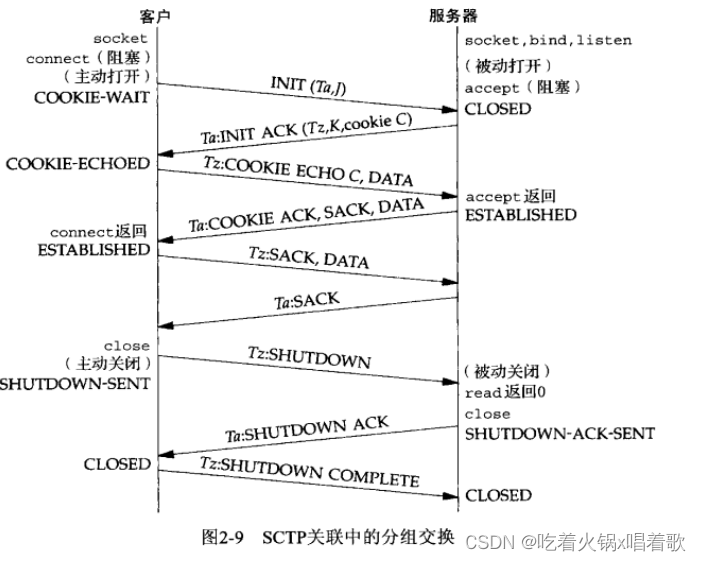 客户
服务器
socket
socket,bind,listen
connect（阻塞）
（主动打开）
（被动打开）
INIT (Ta,J)
accept（阻塞）
COOKIE-WAIT
CLOSED
Ta:INIT ACK (Tz,K,cookie C)
COOKIE-ECHOED
Tz:COOKIE ECHO C, DATA
accept返回
ESTABLISHED
Ta:COOKIE ACK, SACK, DATA
connect返回
ESTABLISHED
Tz:SACK, DATA
Ta:SACK
close
（主动关闭）
Tz:SHUTDOWN
SHUTDOWN-SENT
（被动关闭）
read返回0
close
Ta:SHUTDOWN ACK
SHUTDOWN-ACK-SENT
CLOSED
Tz:SHUTDOWN COMPLETE
CLOSED
图2-9 SCTP关联中的分组交换
CSDN @吃着火锅x唱着歌